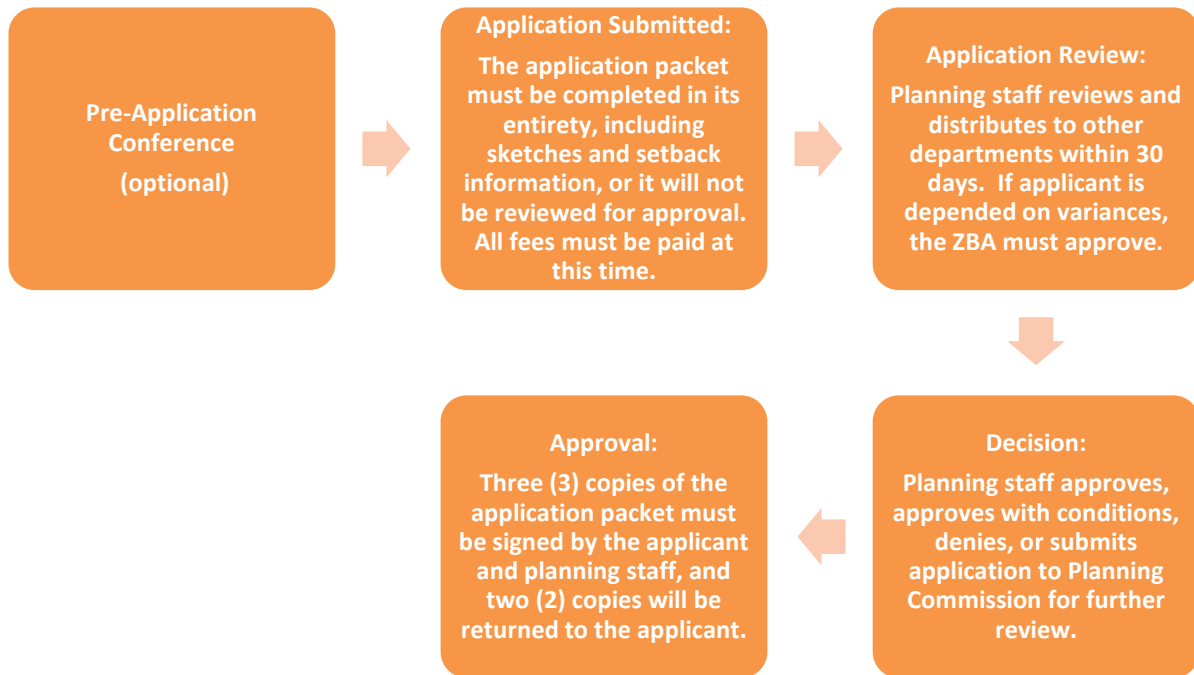 Pre-Application
Conference
(optional)
Application Submitted:
The application packet
must be completed in its
entirety, including
sketches and setback
information, or it will not
be reviewed for approval.
All fees must be paid at
this time.
Application Review:
Planning staff reviews and
distributes to other
departments within 30
days.  If applicant is
depended on variances,
the ZBA must approve.
Decision:
Planning staff approves,
approves with conditions,
denies, or submits
application to Planning
Commission for further
review.
Approval:
Three (3) copies of the
application packet must
be signed by the applicant
and planning staff, and
two (2) copies will be
returned to the applicant.